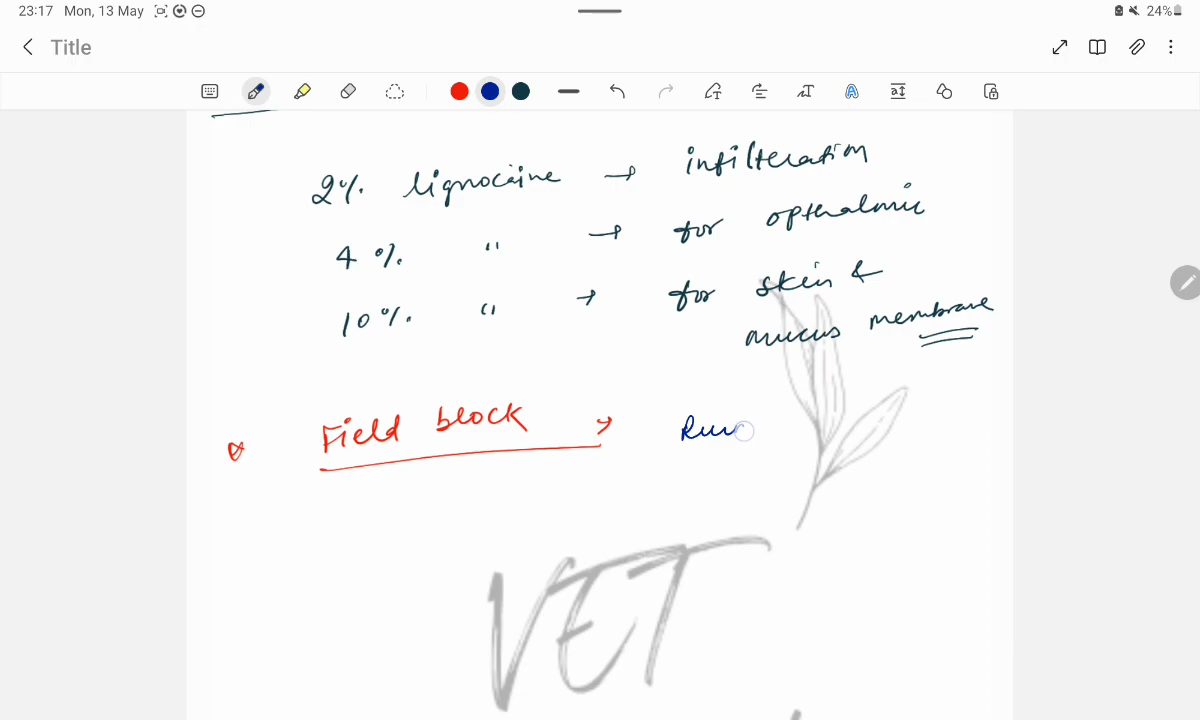 23:17 Mon, 13 May 24%
Title
2% lignocaine → infilteration
4% " → for opthalmic
10% " → for skin &
mucus membrane
Field block →
VET